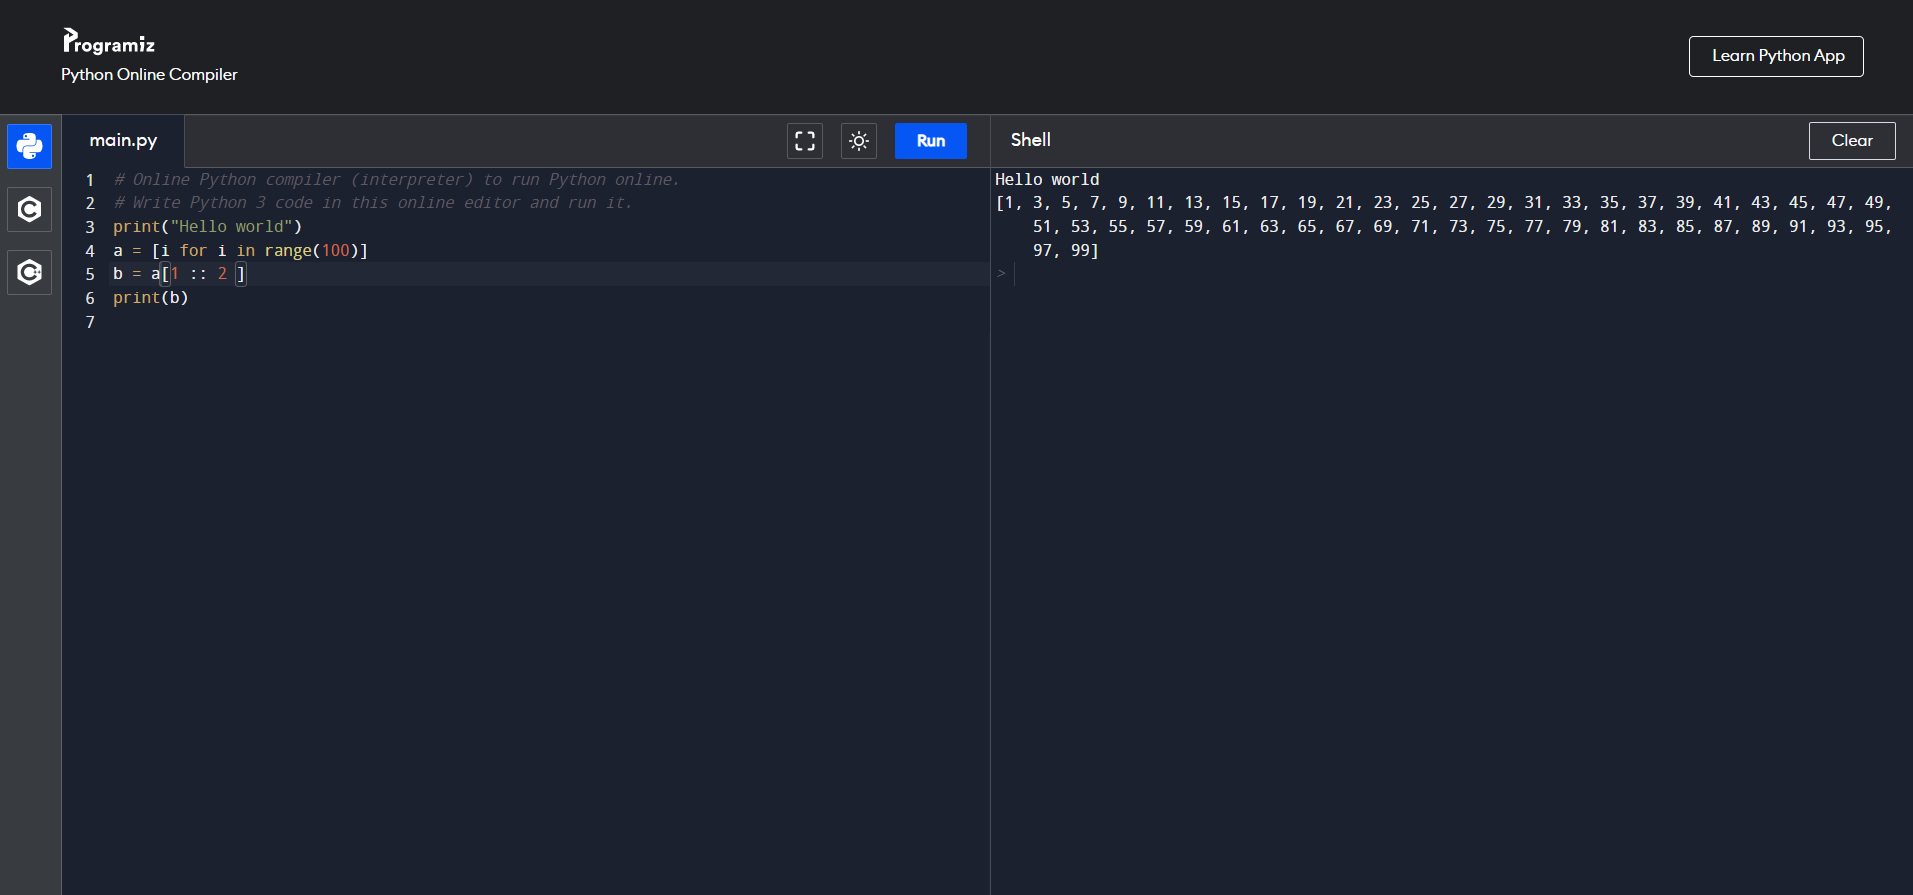 Programiz
Python Online Compiler
Learn Python App
main.py
Run
1 # Online Python compiler (interpreter) to run Python online.
2 # Write Python 3 code in this online editor and run it.
3 print("Hello world")
4 a = [i for i in range(100)]
5 b = a[1 :: 2 ]
6 print(b)
7
Shell
Clear
Hello world
[1, 3, 5, 7, 9, 11, 13, 15, 17, 19, 21, 23, 25, 27, 29, 31, 33, 35, 37, 39, 41, 43, 45, 47, 49,
51, 53, 55, 57, 59, 61, 63, 65, 67, 69, 71, 73, 75, 77, 79, 81, 83, 85, 87, 89, 91, 93, 95,
97, 99]
>